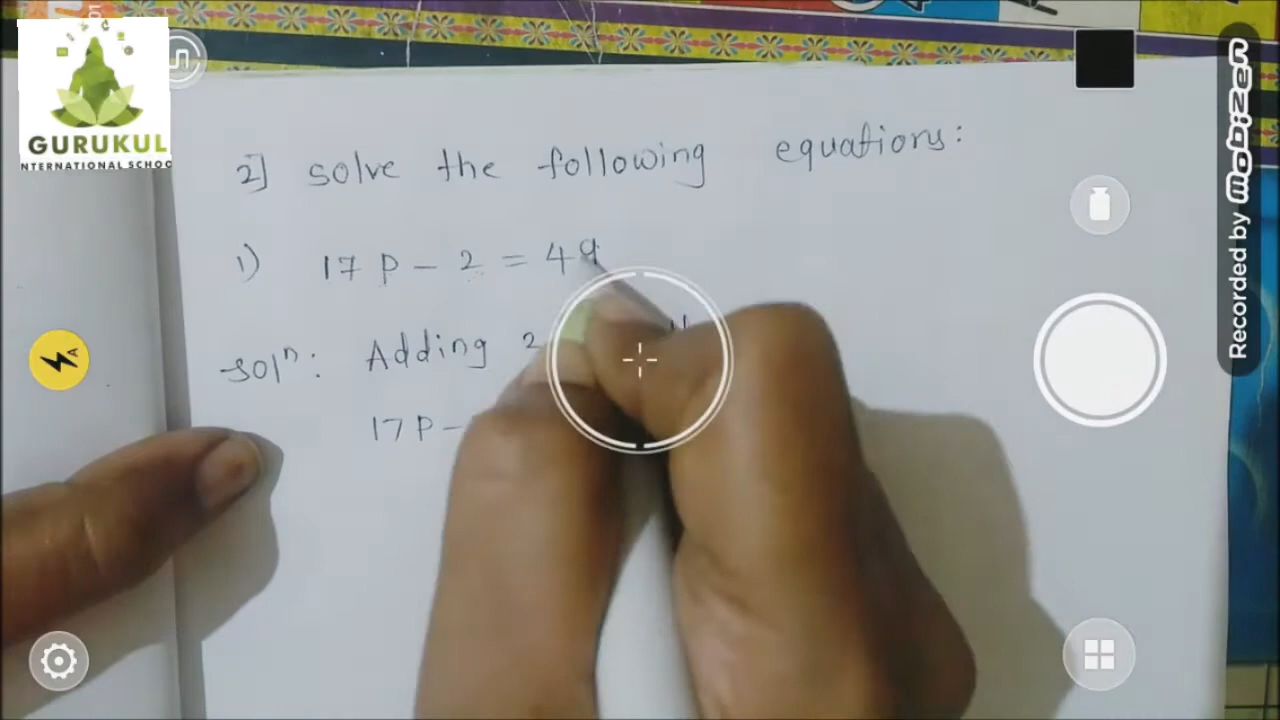 GURUKUL
NTERNATIONAL SCHOO
2] solve the following equations:
1) 17 P - 2 = 49
Solⁿ: Adding 2
17 P -
Recorded by mobizen